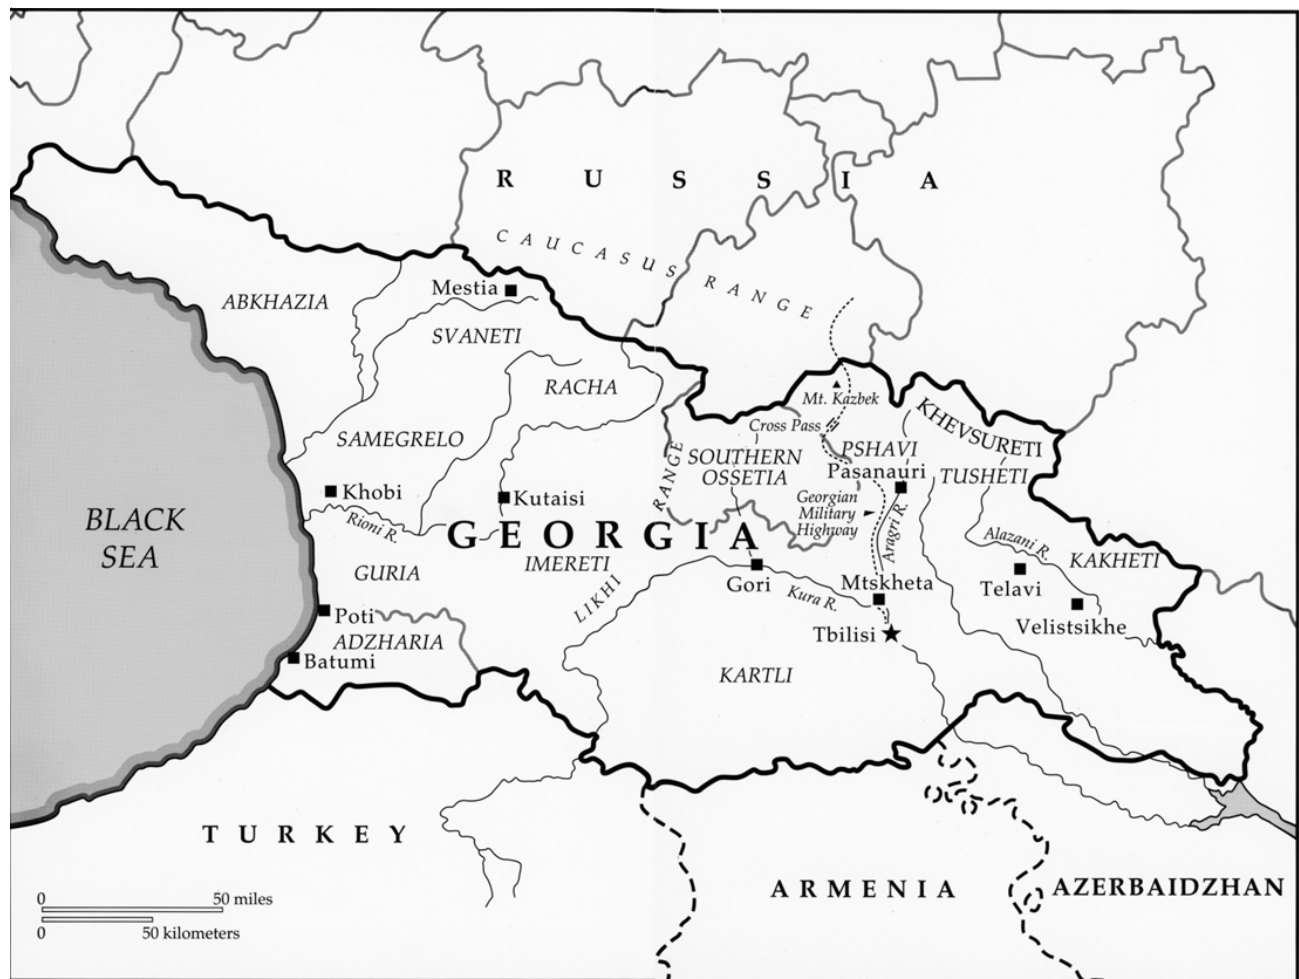 R U S S I A
CAUCASUS RANGE
Mestia
ABKHAZIA
SVANETI
RACHA
Mt. Kazbek
KHEVSURETI
Cross Pass
SAMEGRELO
PSHAVI
SOUTHERN
OSSETIA
Pasanauri
TUSHETI
RANGE
Khobi
Kutaisi
Georgian
Military
Highway
Aragri R.
BLACK
SEA
Rioni R.
GEORGIA
Alazani R.
KAKHETI
IMERETI
GURIA
LIKHI
Gori
Kura R.
Mtskheta
Telavi
Poti
Velistsikhe
Tbilisi
ADZHARIA
Batumi
KARTLI
TURKEY
ARMENIA
AZERBAIDZHAN
0 50 miles
0 50 kilometers